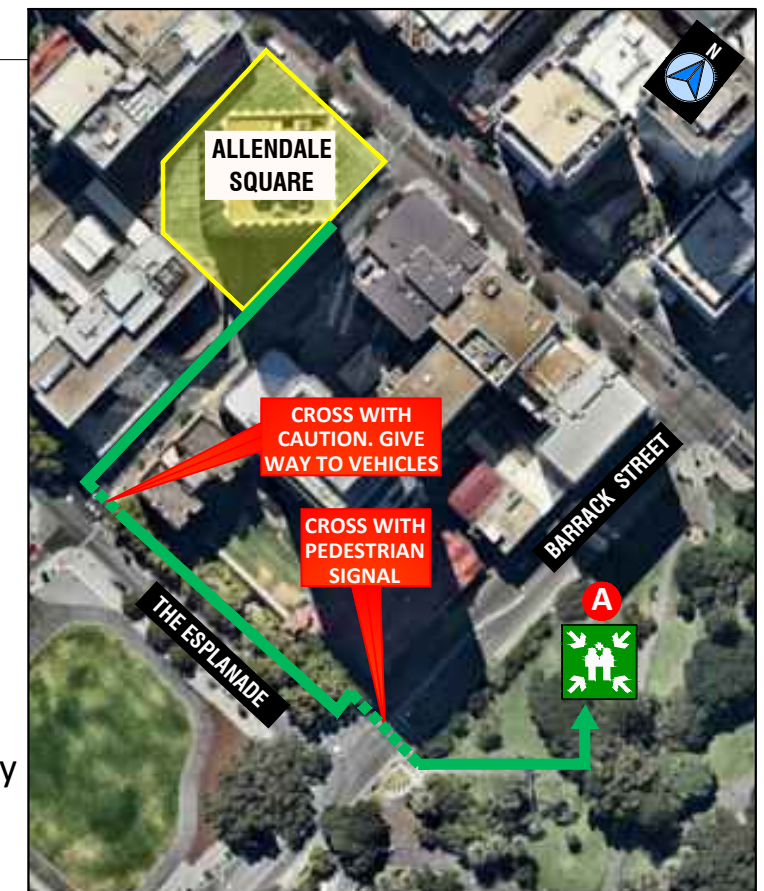 N
ALLENDALE
SQUARE
CROSS WITH
CAUTION. GIVE
WAY TO VEHICLES
CROSS WITH
PEDESTRIAN
SIGNAL
BARRACK STREET
A
THE ESPLANADE
y